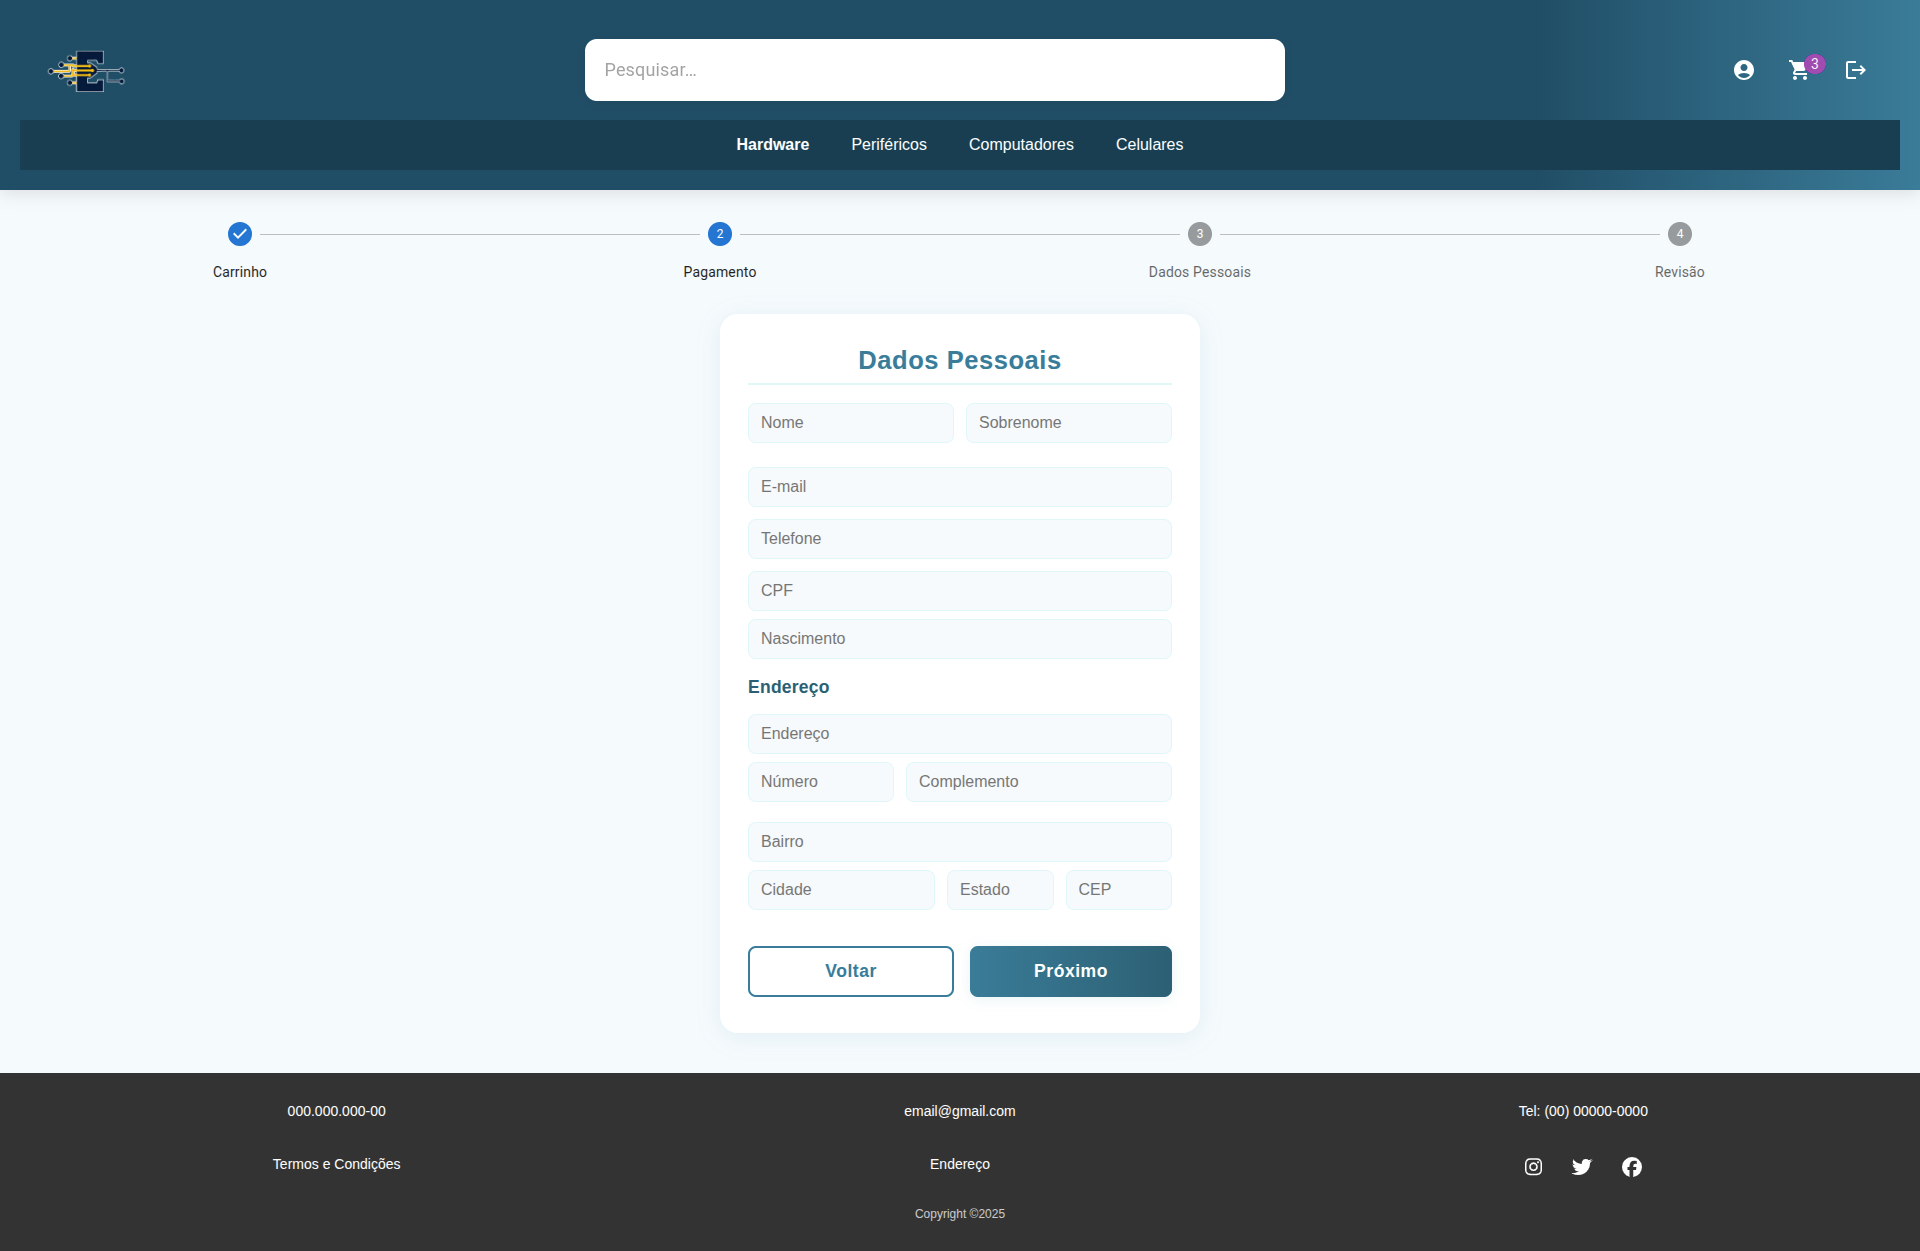 E
Pesquisar...
3
Hardware Periféricos Computadores Celulares
2 3 4
Carrinho Pagamento Dados Pessoais Revisão
Dados Pessoais
Nome Sobrenome
E-mail
Telefone
CPF
Nascimento
Endereço
Endereço
Número Complemento
Bairro
Cidade Estado CEP
Voltar Próximo
000.000.000-00 email@gmail.com Tel: (00) 00000-0000
Termos e Condições Endereço
Copyright ©2025